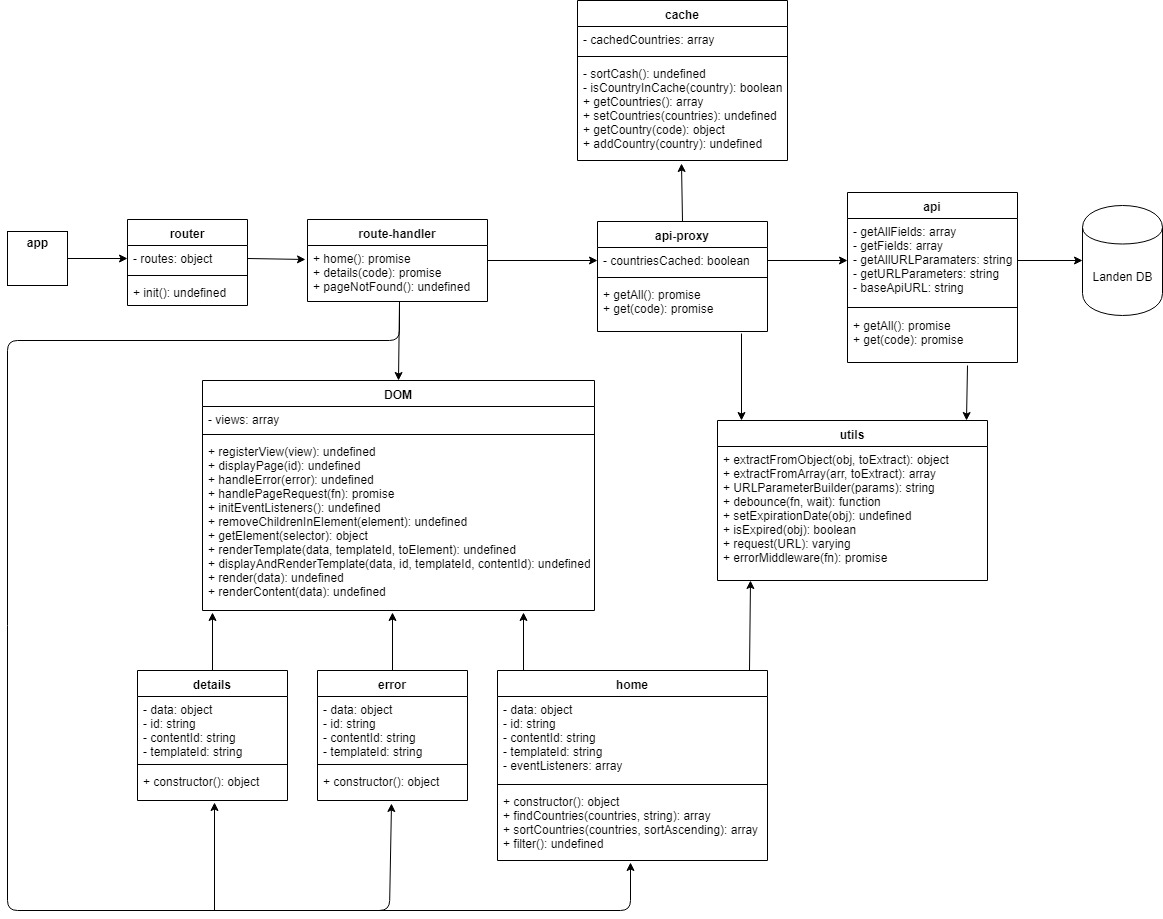 cache
- cachedCountries: array
- sortCash(): undefined
- isCountryInCache(country): boolean
+ getCountries(): array
+ setCountries(countries): undefined
+ getCountry(code): object
+ addCountry(country): undefined
app
router
- routes: object
+ init(): undefined
route-handler
+ home(): promise
+ details(code): promise
+ pageNotFound(): undefined
api-proxy
- countriesCached: boolean
+ getAll(): promise
+ get(code): promise
api
- getAllFields: array
- getFields: array
- getAllURLParamaters: string
- getURLParameters: string
- baseApiURL: string
+ getAll(): promise
+ get(code): promise
Landen DB
DOM
- views: array
+ registerView(view): undefined
+ displayPage(id): undefined
+ handleError(error): undefined
+ handlePageRequest(fn): promise
+ initEventListeners(): undefined
+ removeChildrenInElement(element): undefined
+ getElement(selector): object
+ renderTemplate(data, templateId, toElement): undefined
+ displayAndRenderTemplate(data, id, templateId, contentId): undefined
+ render(data): undefined
+ renderContent(data): undefined
utils
+ extractFromObject(obj, toExtract): object
+ extractFromArray(arr, toExtract): array
+ URLParameterBuilder(params): string
+ debounce(fn, wait): function
+ setExpirationDate(obj): undefined
+ isExpired(obj): boolean
+ request(URL): varying
+ errorMiddleware(fn): promise
details
- data: object
- id: string
- contentId: string
- templateId: string
+ constructor(): object
error
- data: object
- id: string
- contentId: string
- templateId: string
+ constructor(): object
home
- data: object
- id: string
- contentId: string
- templateId: string
- eventListeners: array
+ constructor(): object
+ findCountries(countries, string): array
+ sortCountries(countries, sortAscending): array
+ filter(): undefined